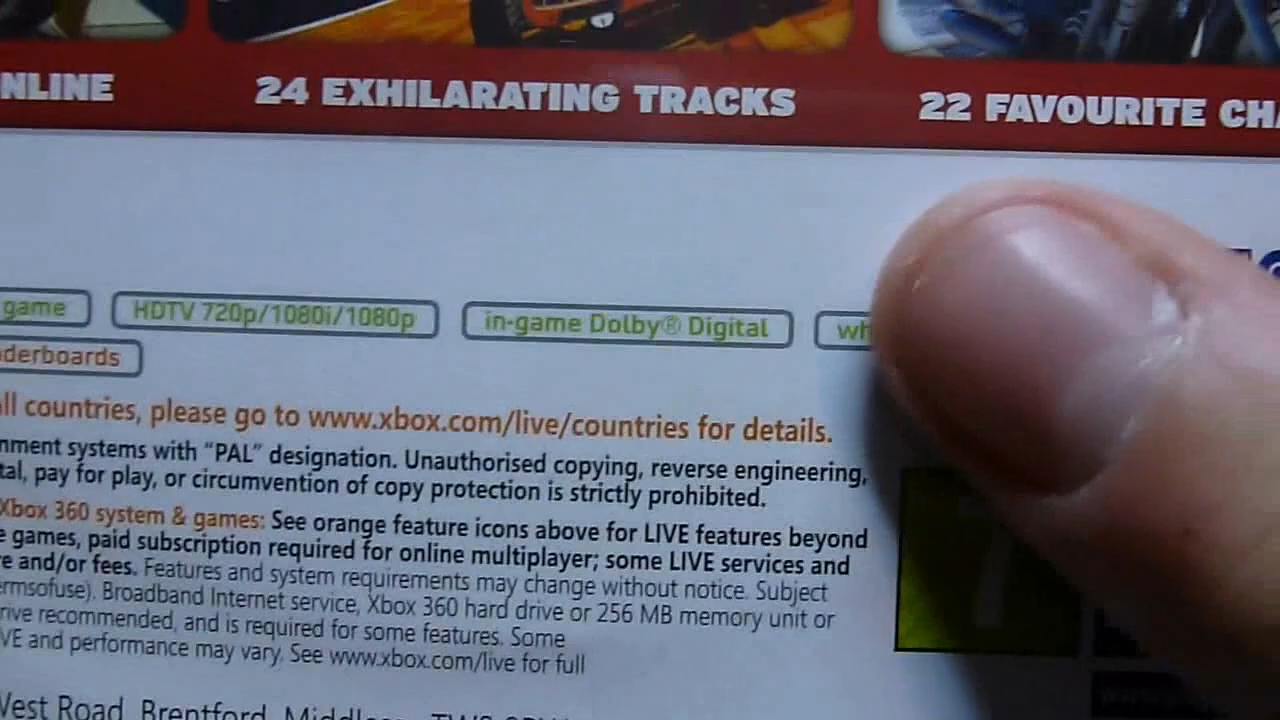 NLINE 24 EXHILARATING TRACKS 22 FAVOURITE CHA
game HDTV 720p/1080i/1080p in-game Dolby® Digital wh
derboards
ll countries, please go to www.xbox.com/live/countries for details.
nment systems with “PAL” designation. Unauthorised copying, reverse engineering,
tal, pay for play, or circumvention of copy protection is strictly prohibited.
Xbox 360 system & games: See orange feature icons above for LIVE features beyond
e games, paid subscription required for online multiplayer; some LIVE services and
re and/or fees. Features and system requirements may change without notice. Subject
ermsofuse). Broadband Internet service, Xbox 360 hard drive or 256 MB memory unit or
rive recommended, and is required for some features. Some
VE and performance may vary. See www.xbox.com/live for full
West Road, Brentford,